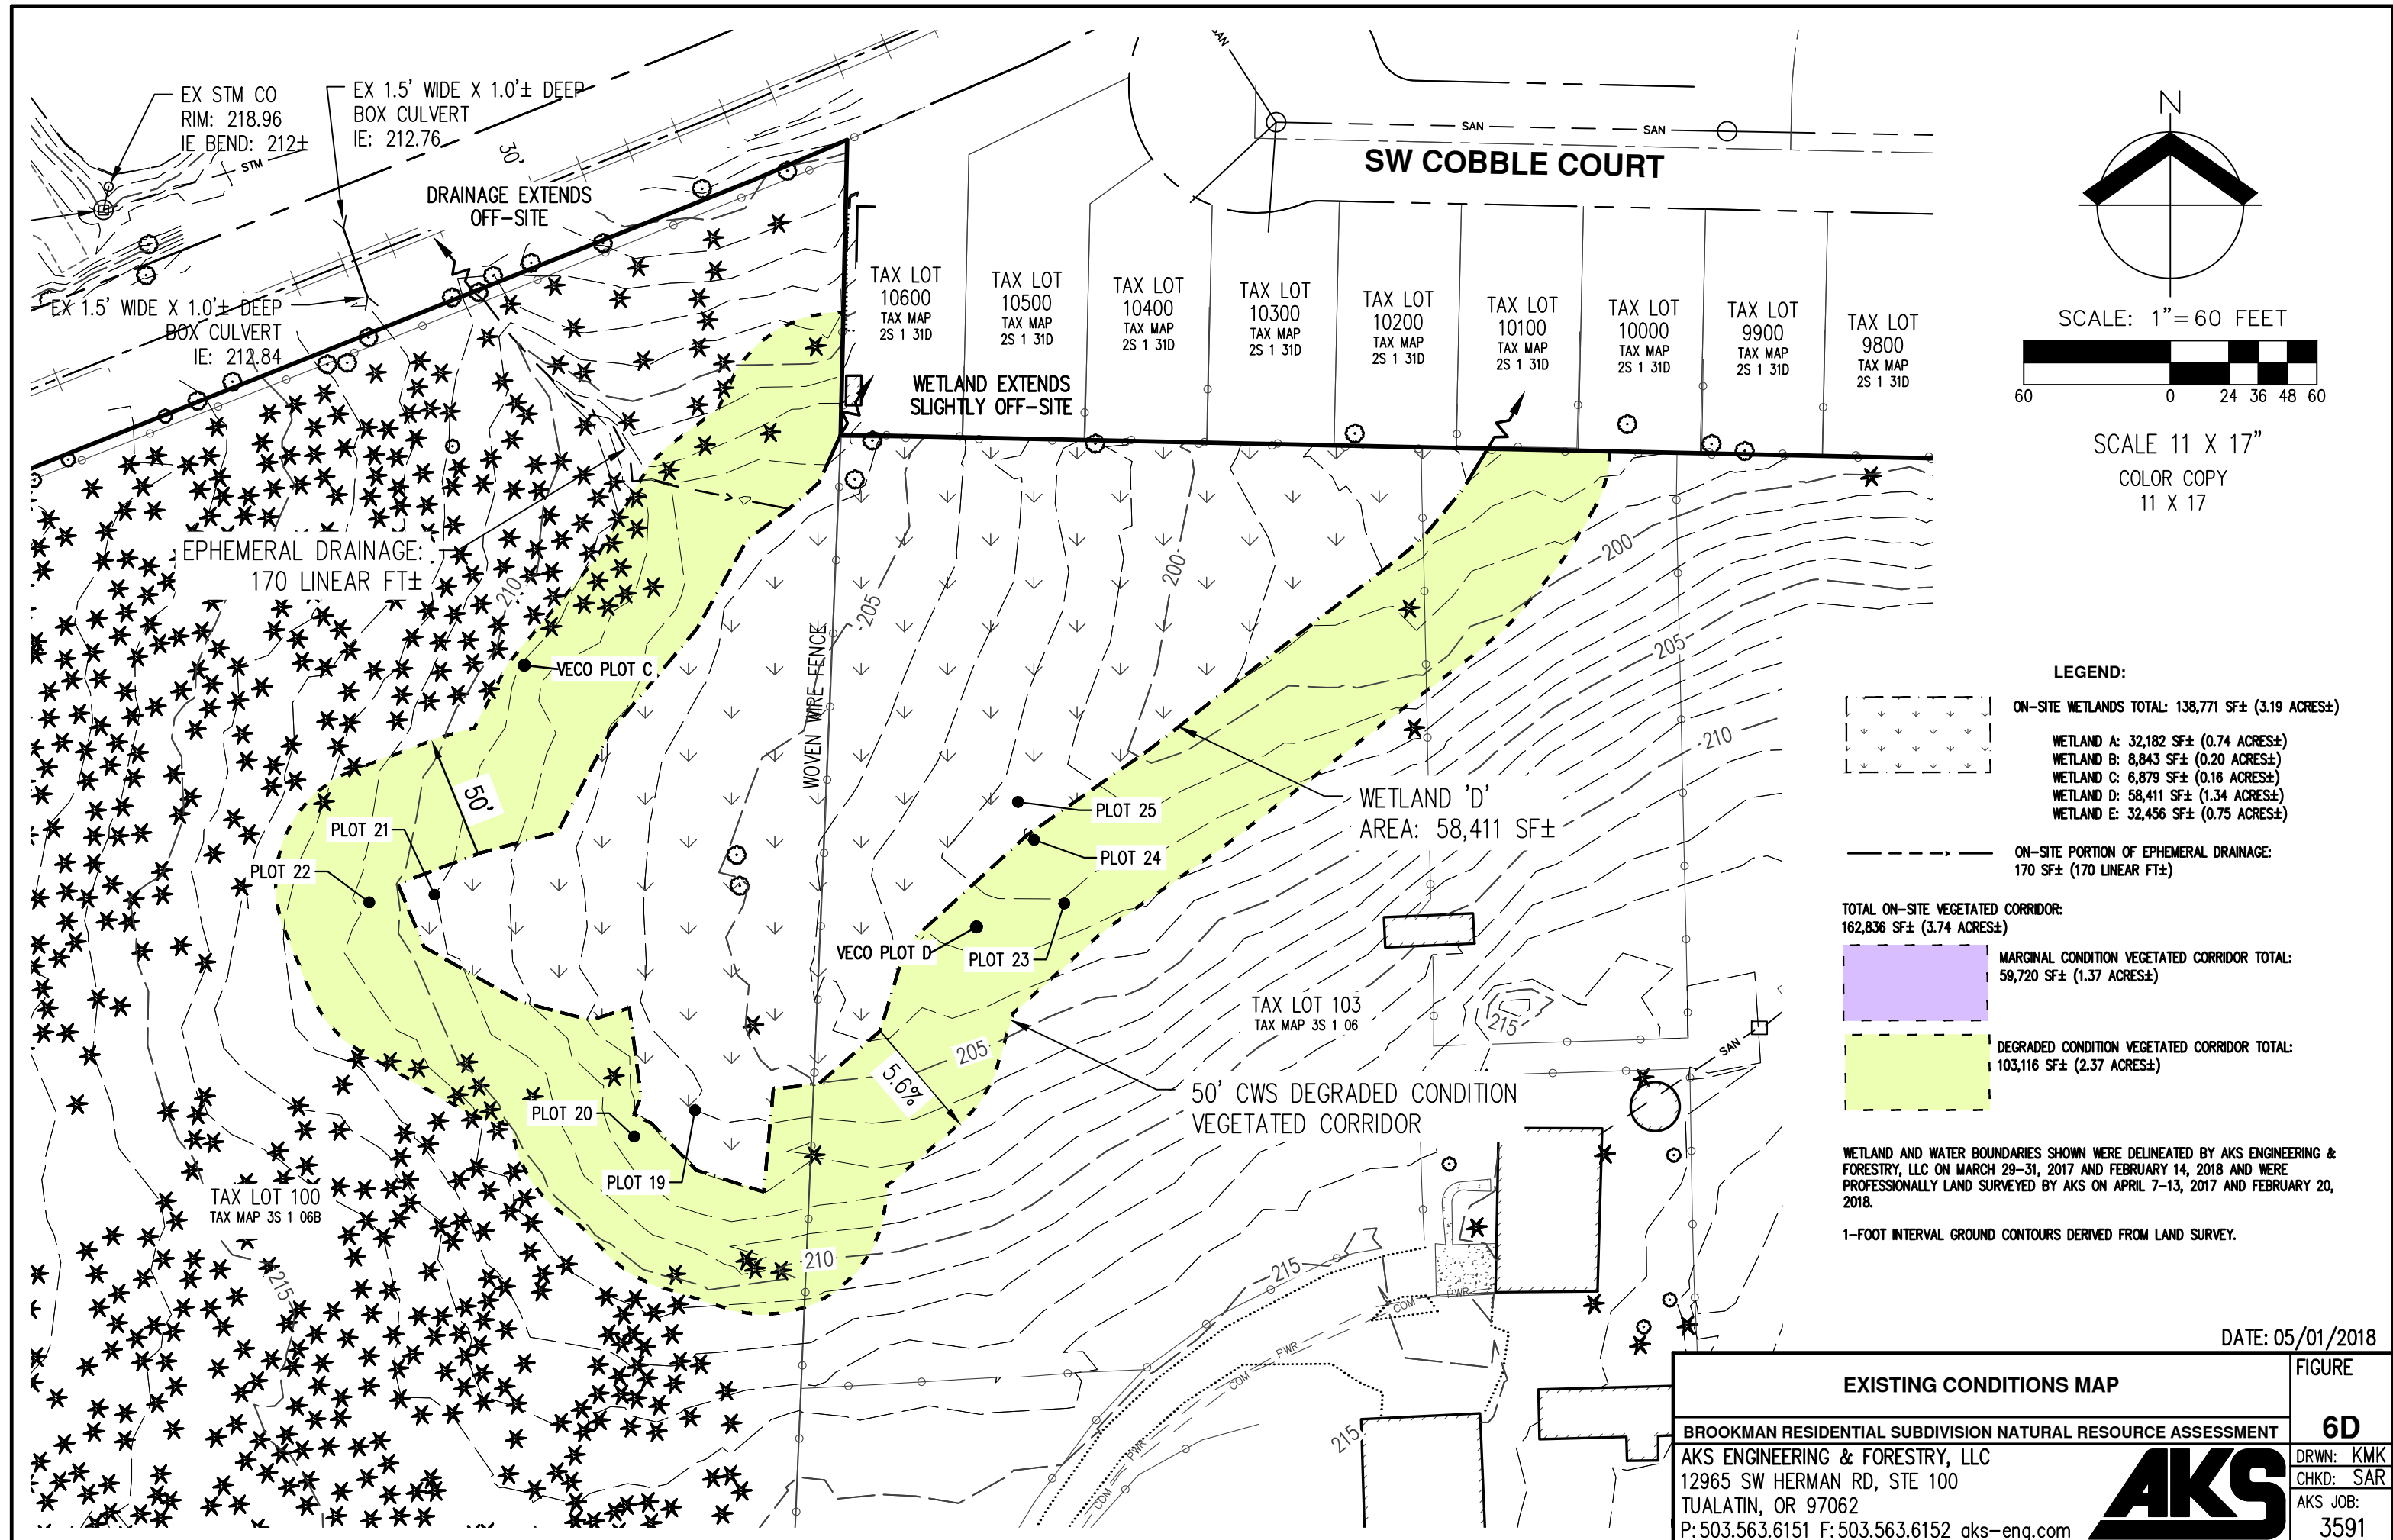 EX STM CO
RIM: 218.96
IE BEND: 212±
EX 1.5' WIDE X 1.0'± DEEP
BOX CULVERT
IE: 212.76
STM
30'
DRAINAGE EXTENDS
OFF-SITE
EX 1.5' WIDE X 1.0'± DEEP
BOX CULVERT
IE: 212.84
SAN
SAN
SAN
SW COBBLE COURT
TAX LOT
10600
TAX MAP
2S 1 31D
TAX LOT
10500
TAX MAP
2S 1 31D
TAX LOT
10400
TAX MAP
2S 1 31D
TAX LOT
10300
TAX MAP
2S 1 31D
TAX LOT
10200
TAX MAP
2S 1 31D
TAX LOT
10100
TAX MAP
2S 1 31D
TAX LOT
10000
TAX MAP
2S 1 31D
TAX LOT
9900
TAX MAP
2S 1 31D
TAX LOT
9800
TAX MAP
2S 1 31D
WETLAND EXTENDS
SLIGHTLY OFF-SITE
N
SCALE: 1"=60 FEET
60 0 24 36 48 60
SCALE 11 X 17"
COLOR COPY
11 X 17
EPHEMERAL DRAINAGE:
170 LINEAR FT±
210
205
200
200
205
210
VECO PLOT C
WOVEN WIRE FENCE
50'
PLOT 21
PLOT 22
PLOT 25
PLOT 24
VECO PLOT D
PLOT 23
WETLAND 'D'
AREA: 58,411 SF±
TAX LOT 103
TAX MAP 3S 1 06
215
SAN
205
5.6%
50' CWS DEGRADED CONDITION
VEGETATED CORRIDOR
PLOT 20
PLOT 19
TAX LOT 100
TAX MAP 3S 1 06B
215
210
215
COM
PWR
PWR
COM
PWR
COM
215
LEGEND:
ON-SITE WETLANDS TOTAL: 138,771 SF± (3.19 ACRES±)
WETLAND A: 32,182 SF± (0.74 ACRES±)
WETLAND B: 8,843 SF± (0.20 ACRES±)
WETLAND C: 6,879 SF± (0.16 ACRES±)
WETLAND D: 58,411 SF± (1.34 ACRES±)
WETLAND E: 32,456 SF± (0.75 ACRES±)
ON-SITE PORTION OF EPHEMERAL DRAINAGE:
170 SF± (170 LINEAR FT±)
TOTAL ON-SITE VEGETATED CORRIDOR:
162,836 SF± (3.74 ACRES±)
MARGINAL CONDITION VEGETATED CORRIDOR TOTAL:
59,720 SF± (1.37 ACRES±)
DEGRADED CONDITION VEGETATED CORRIDOR TOTAL:
103,116 SF± (2.37 ACRES±)
WETLAND AND WATER BOUNDARIES SHOWN WERE DELINEATED BY AKS ENGINEERING &
FORESTRY, LLC ON MARCH 29-31, 2017 AND FEBRUARY 14, 2018 AND WERE
PROFESSIONALLY LAND SURVEYED BY AKS ON APRIL 7-13, 2017 AND FEBRUARY 20,
2018.
1-FOOT INTERVAL GROUND CONTOURS DERIVED FROM LAND SURVEY.
DATE: 05/01/2018
EXISTING CONDITIONS MAP
FIGURE
6D
BROOKMAN RESIDENTIAL SUBDIVISION NATURAL RESOURCE ASSESSMENT
AKS ENGINEERING & FORESTRY, LLC
12965 SW HERMAN RD, STE 100
TUALATIN, OR 97062
P: 503.563.6151 F: 503.563.6152 aks-eng.com
AKS
DRWN: KMK
CHKD: SAR
AKS JOB:
3591